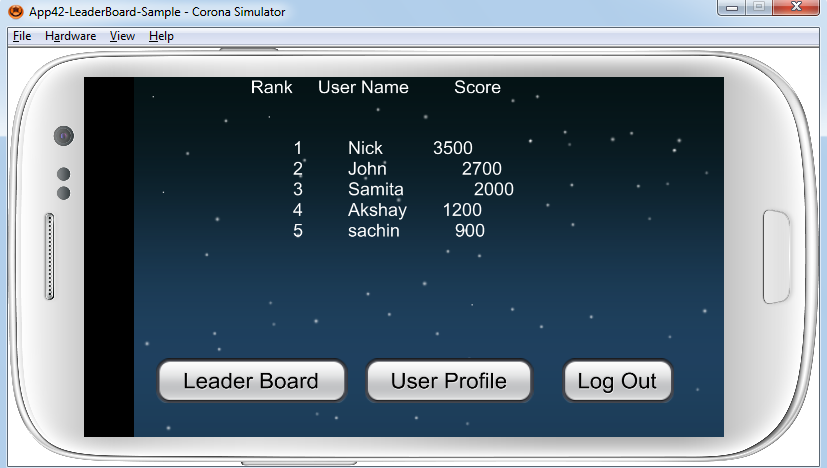 App42-LeaderBoard-Sample - Corona Simulator
File Hardware View Help
Rank User Name Score
1 Nick 3500
2 John 2700
3 Samita 2000
4 Akshay 1200
5 sachin 900
Leader Board User Profile Log Out